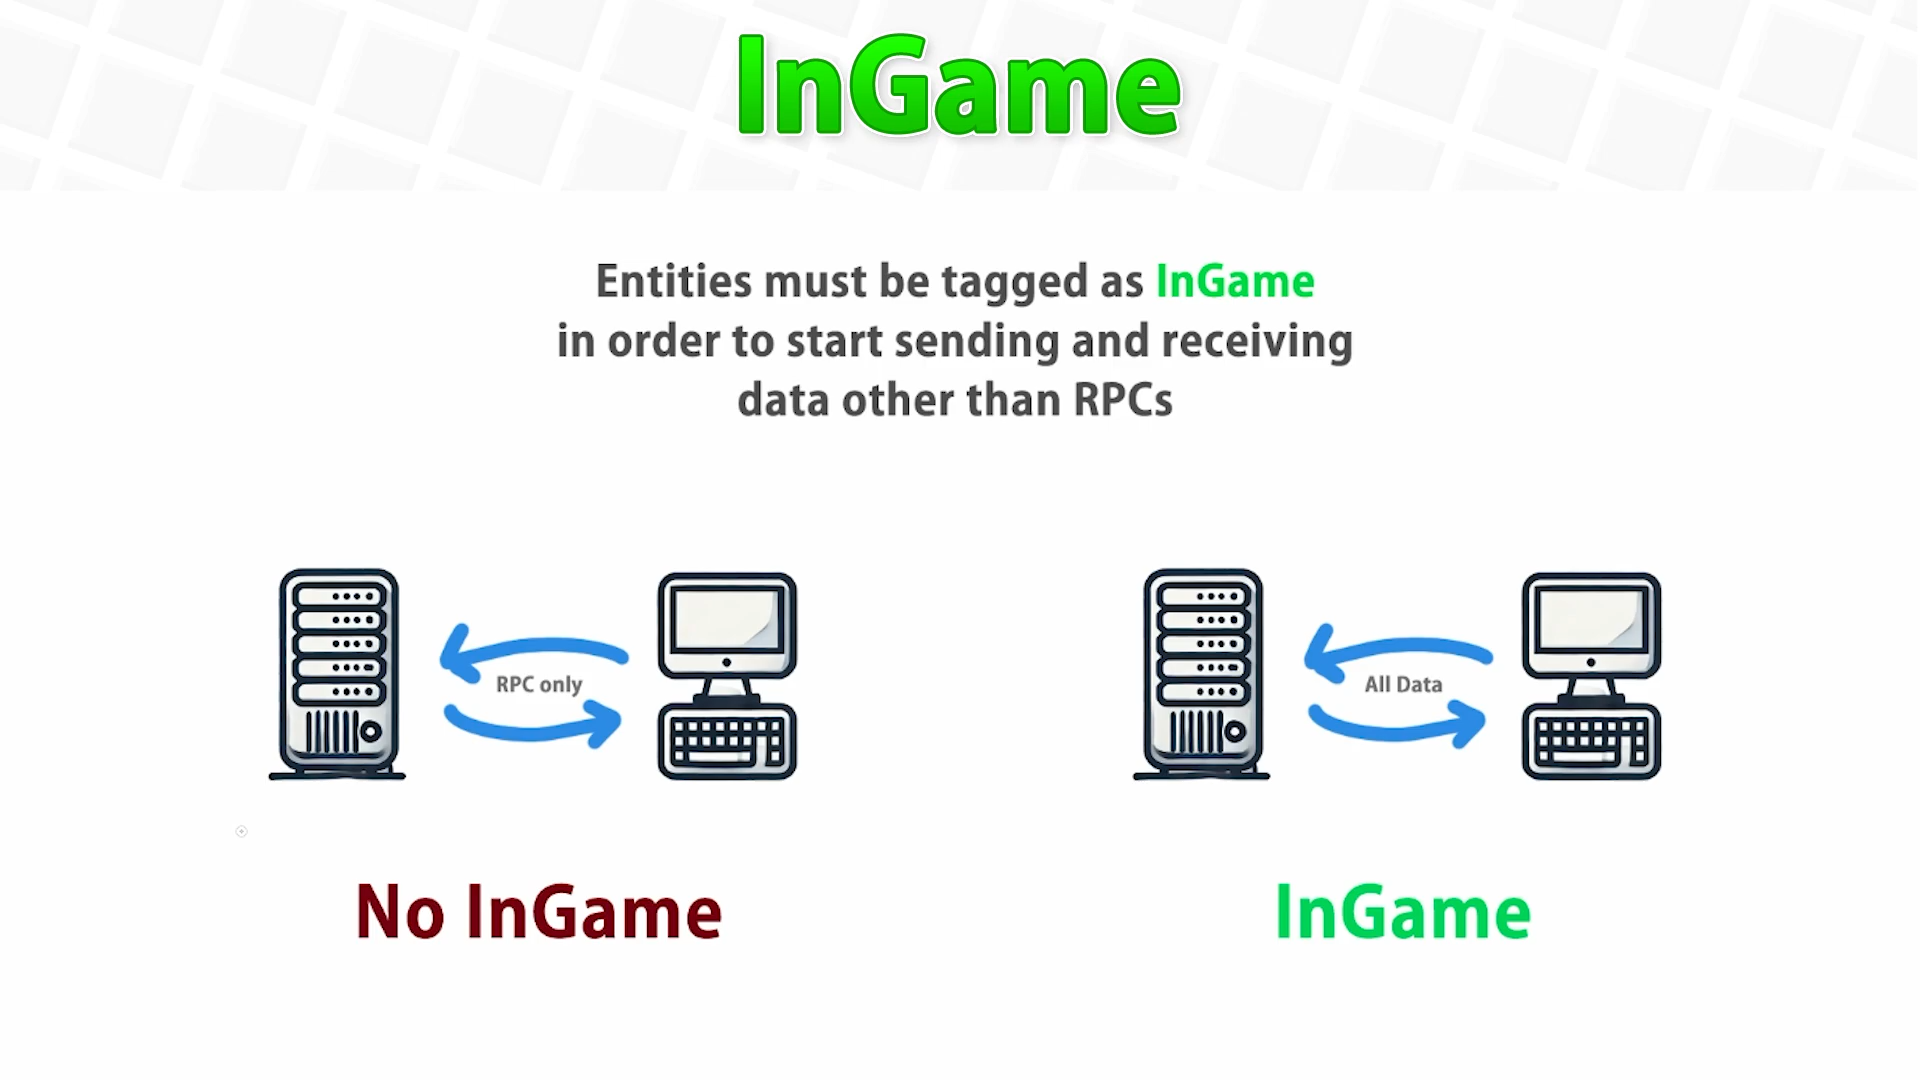 InGame
Entities must be tagged as InGame
in order to start sending and receiving
data other than RPCs
RPC only
All Data
No InGame
InGame